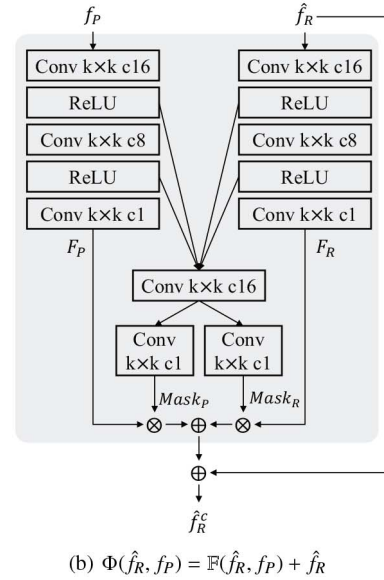 f_P f̂_R
Conv k×k c16 Conv k×k c16
ReLU ReLU
Conv k×k c8 Conv k×k c8
ReLU ReLU
Conv k×k c1 Conv k×k c1
F_P F_R
Conv k×k c16
Conv Conv
k×k c1 k×k c1
Mask_P Mask_R
⊗ ⊕ ⊗
⊕
f̂_R^c
(b) Φ(f̂_R, f_P) = 𝔽(f̂_R, f_P) + f̂_R